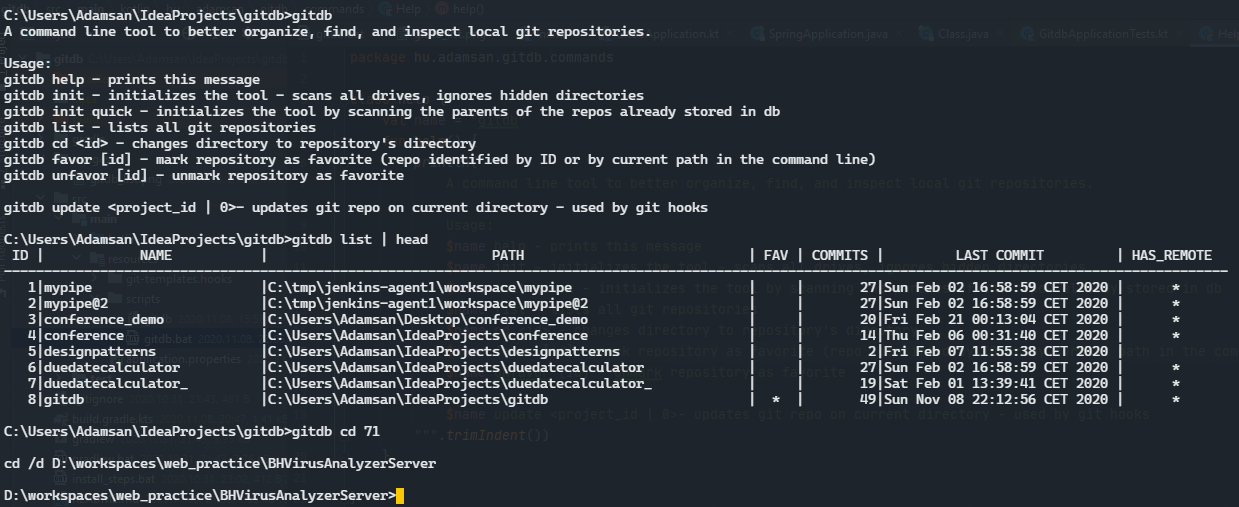 C:\Users\Adamsan\IdeaProjects\gitdb>gitdb
A command line tool to better organize, find, and inspect local git repositories.
Usage:
gitdb help - prints this message
gitdb init - initializes the tool - scans all drives, ignores hidden directories
gitdb init quick - initializes the tool by scanning the parents of the repos already stored in db
gitdb list - lists all git repositories
gitdb cd <id> - changes directory to repository's directory
gitdb favor [id] - mark repository as favorite (repo identified by ID or by current path in the command line)
gitdb unfavor [id] - unmark repository as favorite
gitdb update <project_id | 0>- updates git repo on current directory - used by git hooks
C:\Users\Adamsan\IdeaProjects\gitdb>gitdb list | head
ID | NAME | PATH | FAV | COMMITS | LAST COMMIT | HAS_REMOTE
1|mypipe |C:\tmp\jenkins-agent1\workspace\mypipe | | 27|Sun Feb 02 16:58:59 CET 2020 | *
2|mypipe@2 |C:\tmp\jenkins-agent1\workspace\mypipe@2 | | 27|Sun Feb 02 16:58:59 CET 2020 | *
3|conference_demo |C:\Users\Adamsan\Desktop\conference_demo | | 20|Fri Feb 21 00:13:04 CET 2020 | *
4|conference |C:\Users\Adamsan\IdeaProjects\conference | | 14|Thu Feb 06 00:31:40 CET 2020 | *
5|designpatterns |C:\Users\Adamsan\IdeaProjects\designpatterns | | 2|Fri Feb 07 11:55:38 CET 2020 |
6|duedatecalculator |C:\Users\Adamsan\IdeaProjects\duedatecalculator | | 27|Sun Feb 02 16:58:59 CET 2020 | *
7|duedatecalculator_ |C:\Users\Adamsan\IdeaProjects\duedatecalculator_ | | 19|Sat Feb 01 13:39:41 CET 2020 | *
8|gitdb |C:\Users\Adamsan\IdeaProjects\gitdb | * | 49|Sun Nov 08 22:12:56 CET 2020 | *
C:\Users\Adamsan\IdeaProjects\gitdb>gitdb cd 71
cd /d D:\workspaces\web_practice\BHVirusAnalyzerServer
D:\workspaces\web_practice\BHVirusAnalyzerServer>